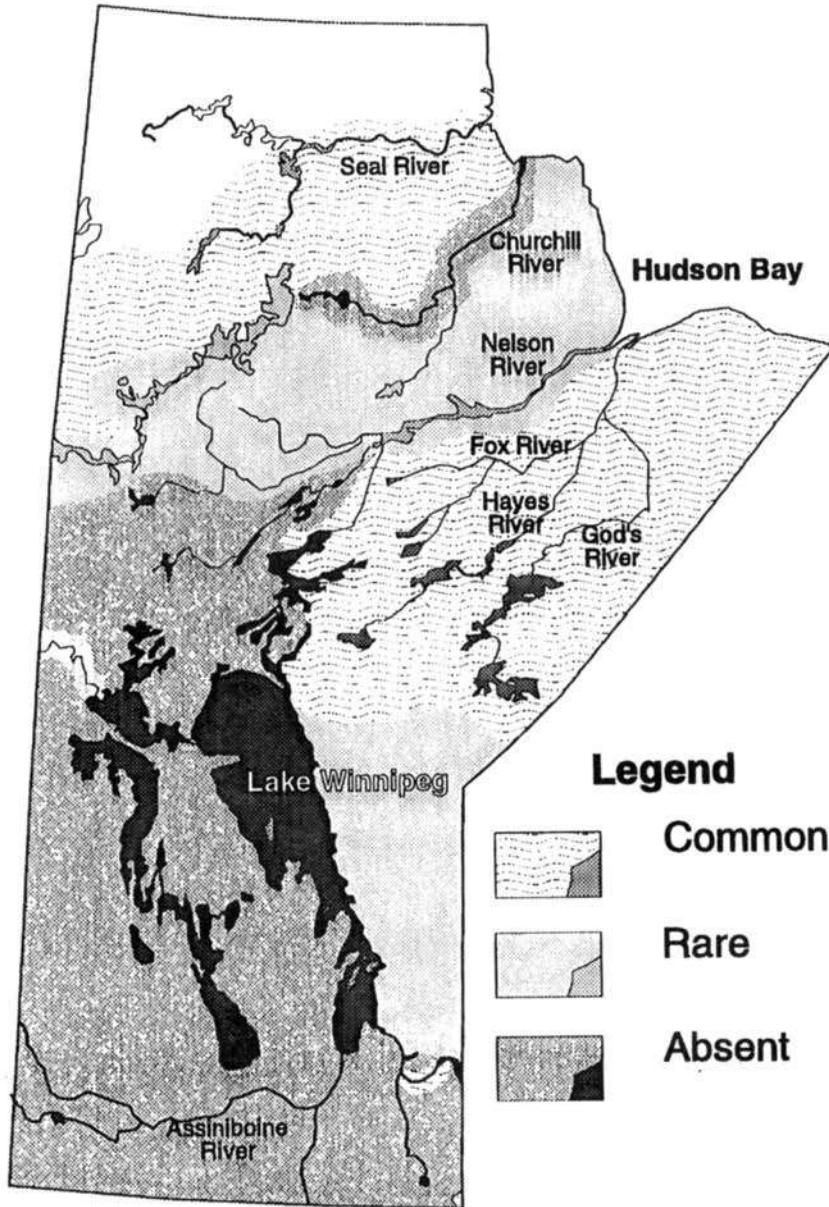 Seal River
Churchill
River
Hudson Bay
Nelson
River
Fox River
Hayes
River
God's
River
Lake Winnipeg
Legend
Common
Rare
Absent
Assiniboine
River